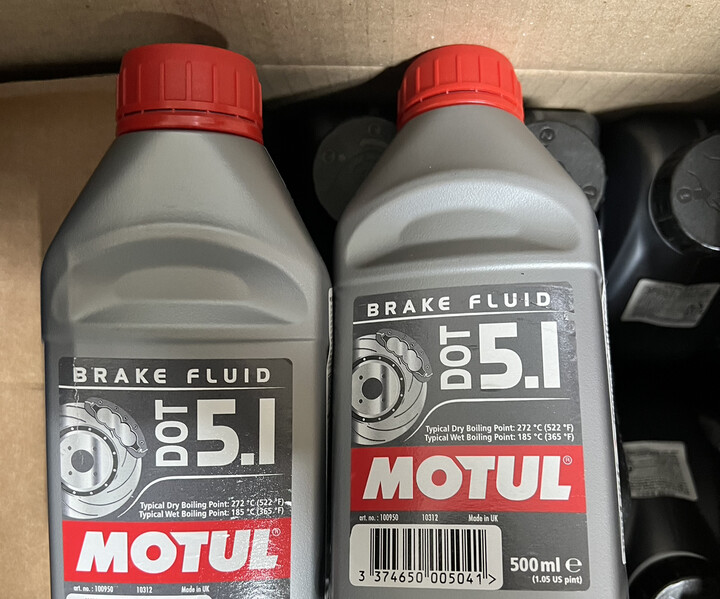 BRAKE FLUID
DOT 5.1
Typical Dry Boiling Point: 272 °C (522 °F)
Typical Wet Boiling Point: 185 °C (365 °F)
MOTUL®
art. no. : 100950 10312 Made in UK
BRAKE FLUID
DOT 5.1
Typical Dry Boiling Point: 272 °C (522 °F)
Typical Wet Boiling Point: 185 °C (365 °F)
MOTUL®
art. no. : 100950 10312 Made in UK
500 ml ℮
(1.05 US pint)
3 374650 005041 >